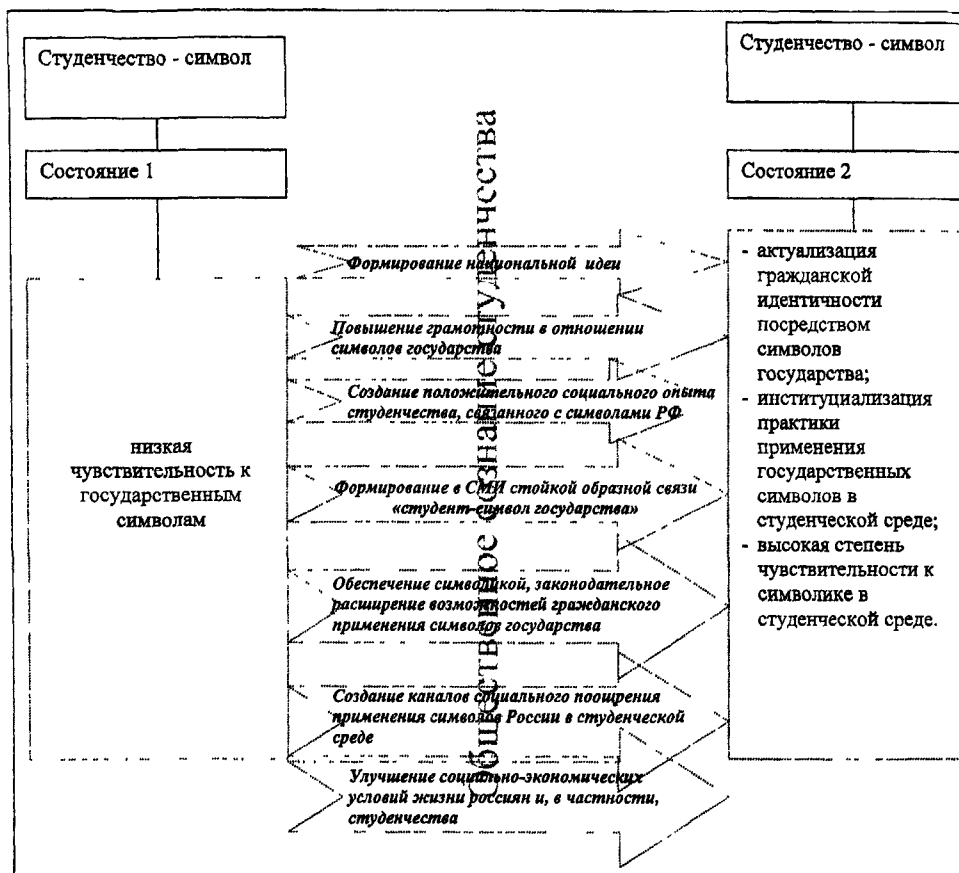 Студенчество - символ
Состояние 1
низкая
чувствительность к
государственным
символам
Общественное сознание студенчества
Формирование национальной идеи
Повышение грамотности в отношении
символов государства
Создание положительного социального опыта
студенчества, связанного с символами РФ
Формирование в СМИ стойкой образной связи
«студент-символ государства»
Обеспечение символикой, законодательное
расширение возможностей гражданского
применения символов государства
Создание каналов социального поощрения
применения символов России в студенческой
среде
Улучшение социально-экономических
условий жизни россиян и, в частности,
студенчества
Студенчество - символ
Состояние 2
- актуализация
гражданской
идентичности
посредством
символов
государства;
- институциализация
практики
применения
государственных
символов в
студенческой среде;
- высокая степень
чувствительности к
символике в
студенческой среде.